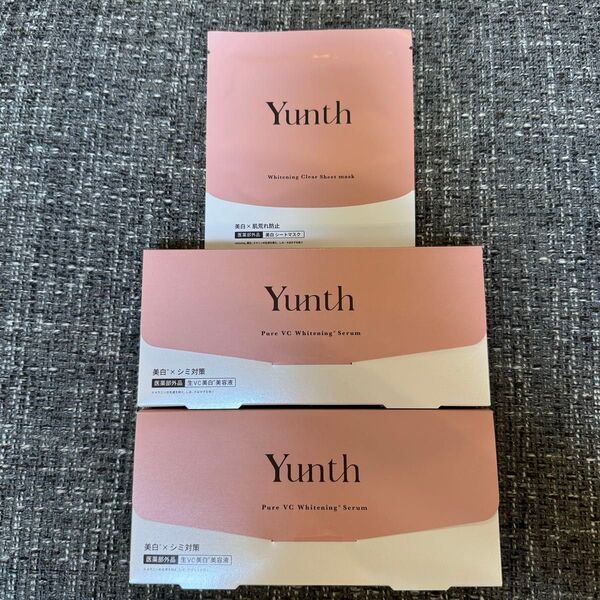 Yunth
Whitening Clear Sheet mask
美白×肌荒れ防止
医薬部外品 美白シートマスク
Yunth
Pure VC Whitening* Serum
美白*×シミ対策
医薬部外品 生VC美白*美容液
Yunth
Pure VC Whitening* Serum
美白*×シミ対策
医薬部外品 生VC美白*美容液